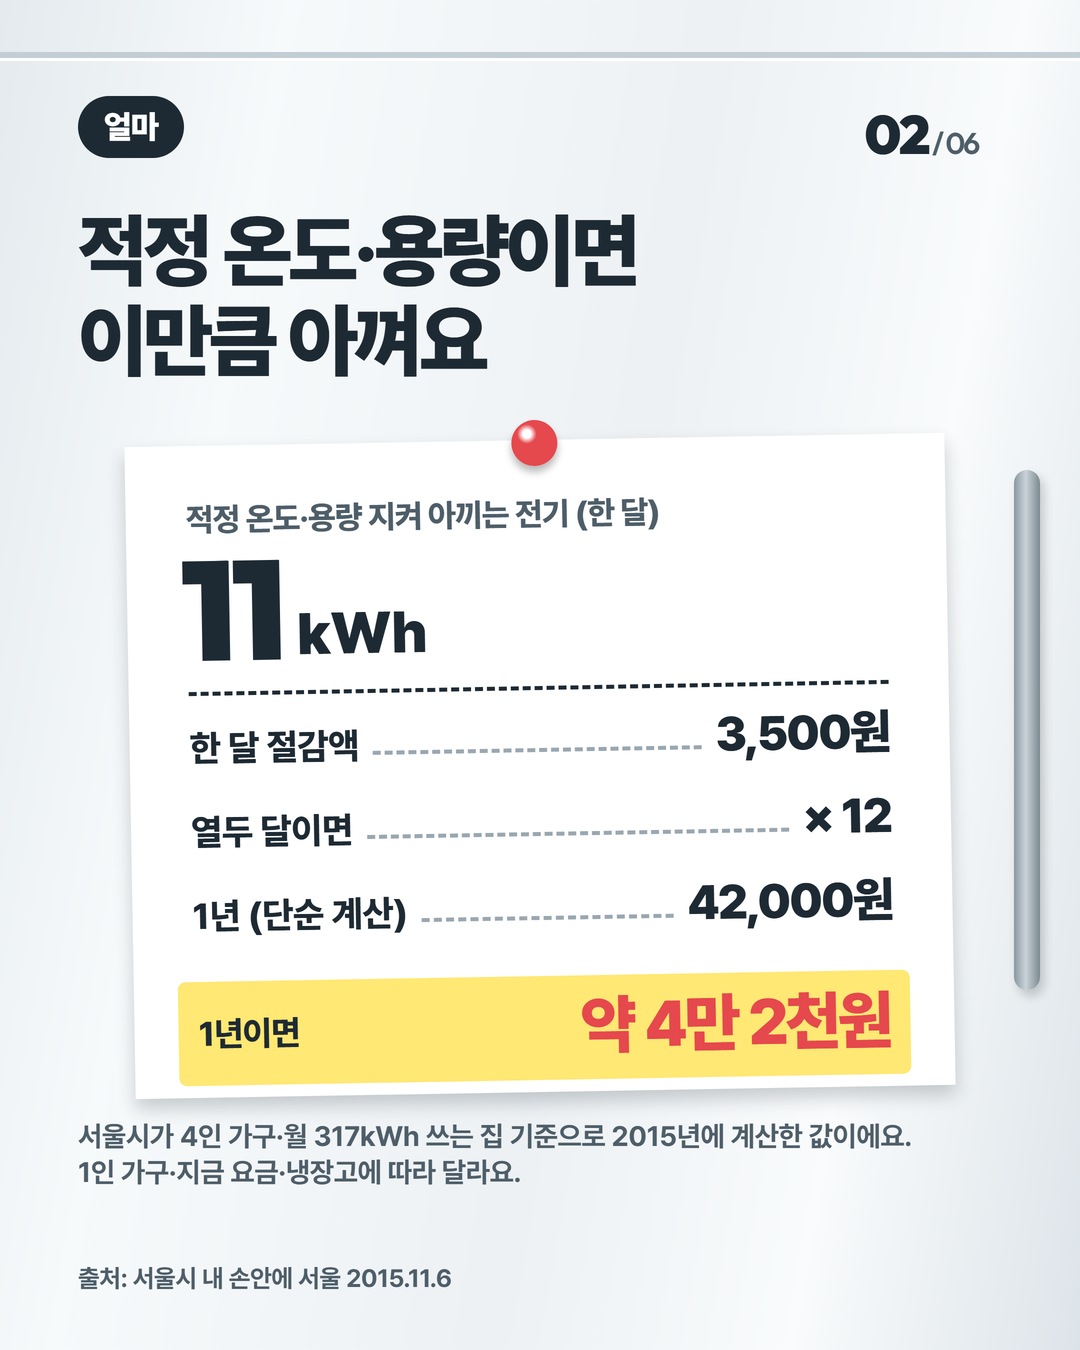 얼마
02/06
적정 온도·용량이면
이만큼 아껴요
적정 온도·용량 지켜 아끼는 전기 (한 달)
11 kWh
한 달 절감액 3,500원
열두 달이면 × 12
1년 (단순 계산) 42,000원
1년이면 약 4만 2천원
서울시가 4인 가구·월 317kWh 쓰는 집 기준으로 2015년에 계산한 값이에요.
1인 가구·지금 요금·냉장고에 따라 달라요.
출처: 서울시 내 손안에 서울 2015.11.6